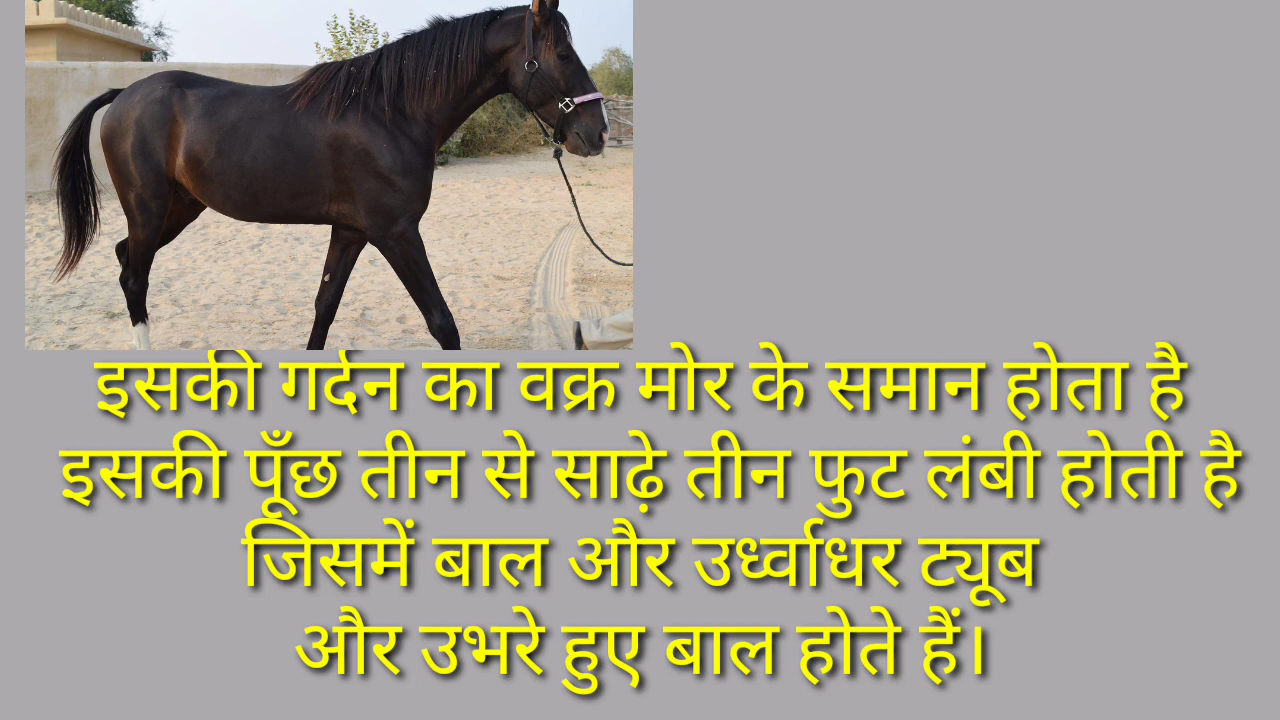 इसकी गर्दन का वक्र मोर के समान होता है
इसकी पूँछ तीन से साढ़े तीन फुट लंबी होती है
जिसमें बाल और उर्ध्वाधर ट्यूब
और उभरे हुए बाल होते हैं।